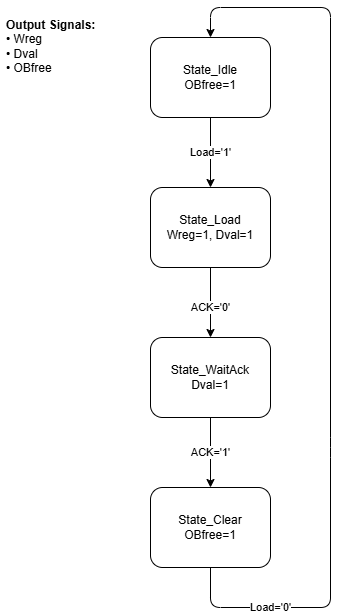 Output Signals:
• Wreg
• Dval
• OBfree
State_Idle
OBfree=1
Load='1'
State_Load
Wreg=1, Dval=1
ACK='0'
State_WaitAck
Dval=1
ACK='1'
State_Clear
OBfree=1
Load='0'